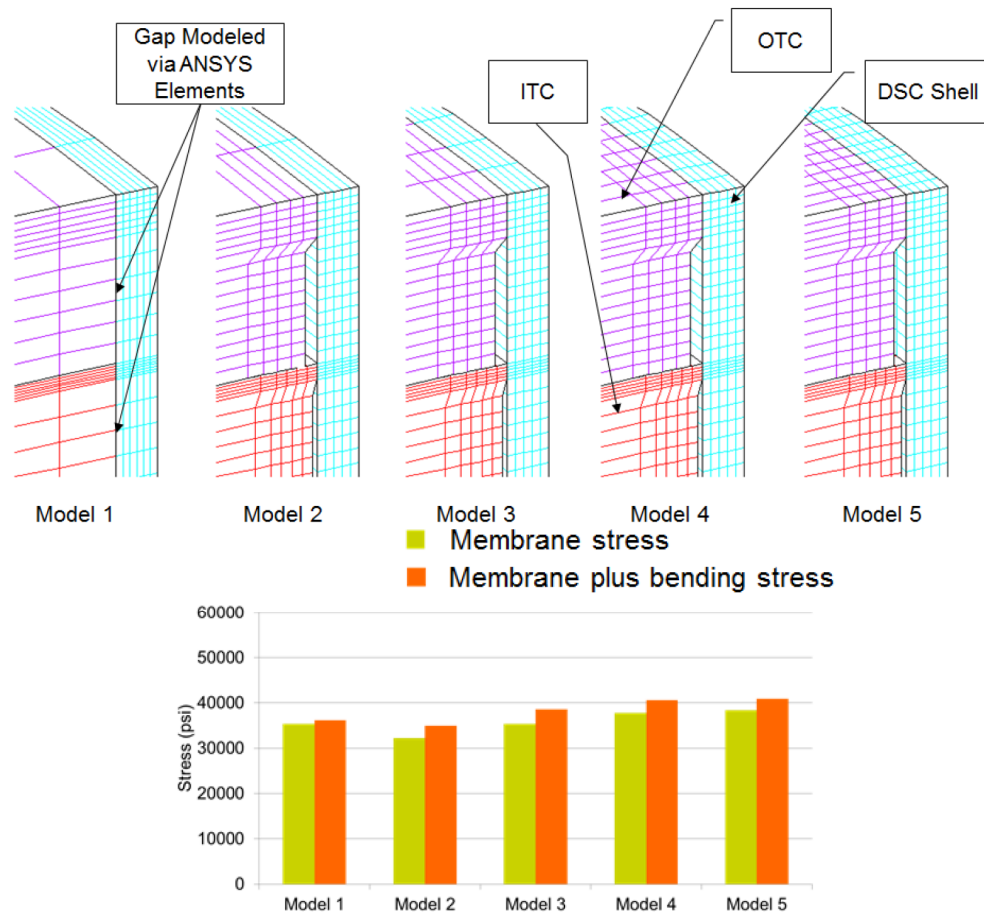 Gap Modeled
via ANSYS
Elements
ITC
OTC
DSC Shell
Model 1
Model 2
Model 3
Model 4
Model 5
Membrane stress
Membrane plus bending stress
Stress (psi)
60000
50000
40000
30000
20000
10000
0
Model 1
Model 2
Model 3
Model 4
Model 5